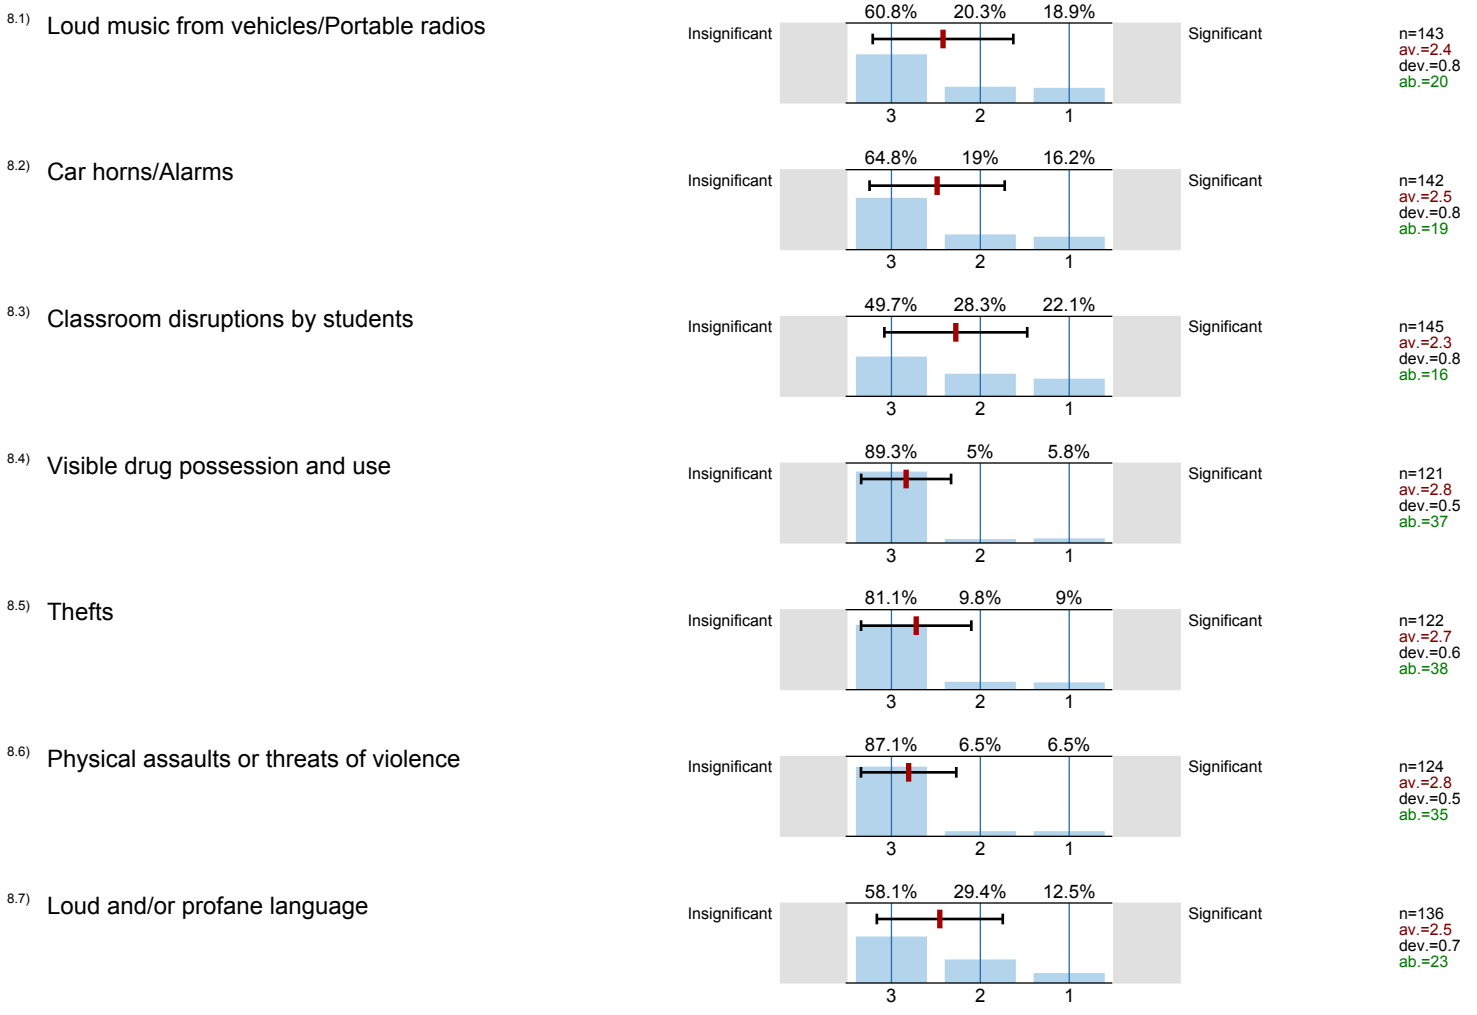 8.1) Loud music from vehicles/Portable radios
60.8% 20.3% 18.9%
Insignificant Significant
3 2 1
n=143
av.=2.4
dev.=0.8
ab.=20
8.2) Car horns/Alarms
64.8% 19% 16.2%
Insignificant Significant
3 2 1
n=142
av.=2.5
dev.=0.8
ab.=19
8.3) Classroom disruptions by students
49.7% 28.3% 22.1%
Insignificant Significant
3 2 1
n=145
av.=2.3
dev.=0.8
ab.=16
8.4) Visible drug possession and use
89.3% 5% 5.8%
Insignificant Significant
3 2 1
n=121
av.=2.8
dev.=0.5
ab.=37
8.5) Thefts
81.1% 9.8% 9%
Insignificant Significant
3 2 1
n=122
av.=2.7
dev.=0.6
ab.=38
8.6) Physical assaults or threats of violence
87.1% 6.5% 6.5%
Insignificant Significant
3 2 1
n=124
av.=2.8
dev.=0.5
ab.=35
8.7) Loud and/or profane language
58.1% 29.4% 12.5%
Insignificant Significant
3 2 1
n=136
av.=2.5
dev.=0.7
ab.=23